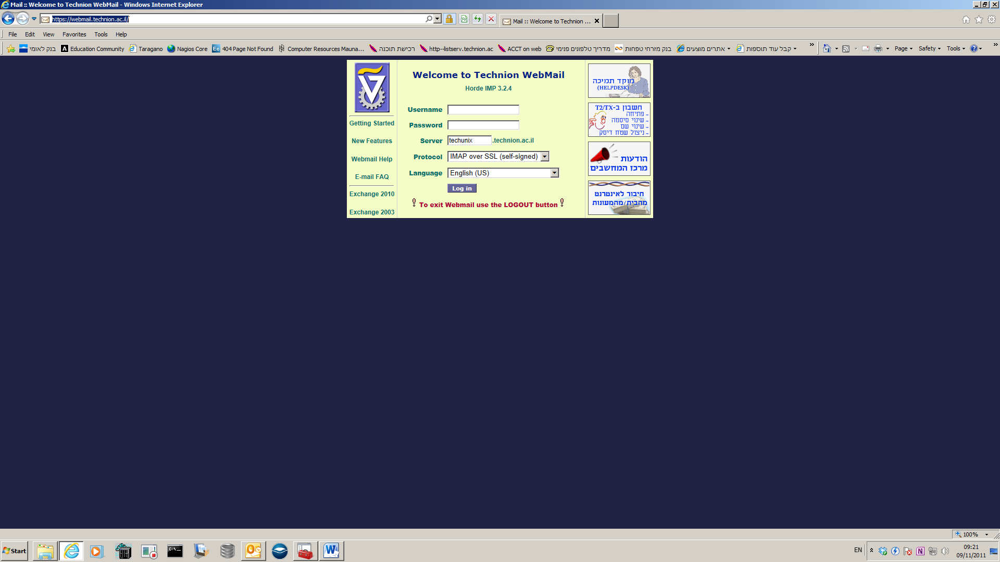 Mail :: Welcome to Technion WebMail - Windows Internet Explorer
https://webmail.technion.ac.il/
Mail :: Welcome to Technion ...
File Edit View Favorites Tools Help
בנק לאומי Education Community Taragano Nagios Core 404 Page Not Found Computer Resources Mauna... רכישת תוכנה http--listserv.technion.ac ACCT on web מדריך טלפונים פנימי בנק מזרחי טפחות אתרים מוצעים קבל עוד תוספות » Page Safety Tools »
Welcome to Technion WebMail
Horde IMP 3.2.4
Username
Password
Server techunix .technion.ac.il
Protocol IMAP over SSL (self-signed)
Language English (US)
Log in
! To exit Webmail use the LOGOUT button !
Getting Started
New Features
Webmail Help
E-mail FAQ
Exchange 2010
Exchange 2003
מוקד תמיכה
(HELPDESK)
חשבון ב-T2/TX
- פתיחה
- שינוי סיסמה
- שינוי שם
- ניצול שטח דיסק
הודעות
מרכז המחשבים
חיבור לאינטרנט
מהבית/מהמעונות
100%
Start
C:\
EN
09:21
09/11/2011